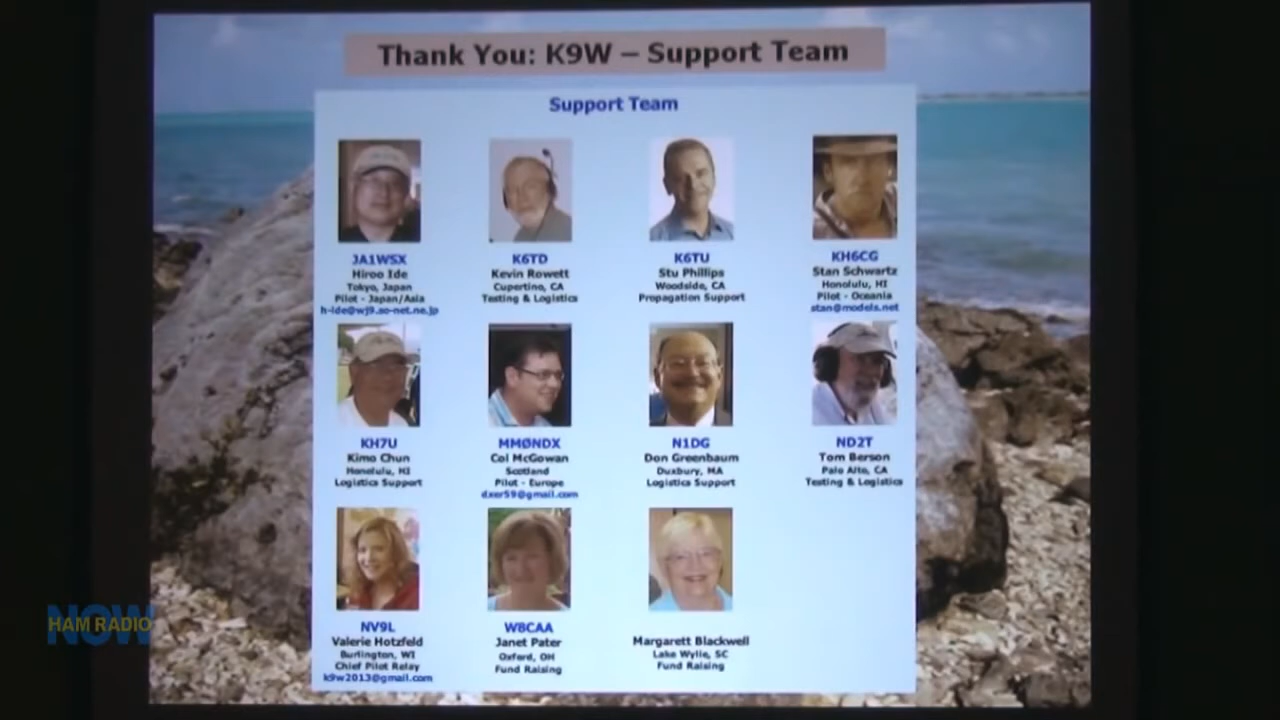 Thank You: K9W – Support Team
Support Team
JA1WSX
Hiroo Ide
Tokyo, Japan
Pilot - Japan/Asia
h-ide@wj9.so-net.ne.jp
K6TD
Kevin Rowett
Cupertino, CA
Testing & Logistics
K6TU
Stu Phillips
Woodside, CA
Propagation Support
KH6CG
Stan Schwartz
Honolulu, HI
Pilot - Oceania
stan@models.net
KH7U
Kimo Chun
Honolulu, HI
Logistics Support
MMØNDX
Col McGowan
Scotland
Pilot - Europe
dxer59@gmail.com
N1DG
Don Greenbaum
Duxbury, MA
Logistics Support
ND2T
Tom Berson
Palo Alto, CA
Testing & Logistics
NV9L
Valerie Hotzfeld
Burlington, WI
Chief Pilot Relay
k9w2013@gmail.com
W8CAA
Janet Pater
Oxford, OH
Fund Raising
Margarett Blackwell
Lake Wylie, SC
Fund Raising
HAM RADIO
NOW